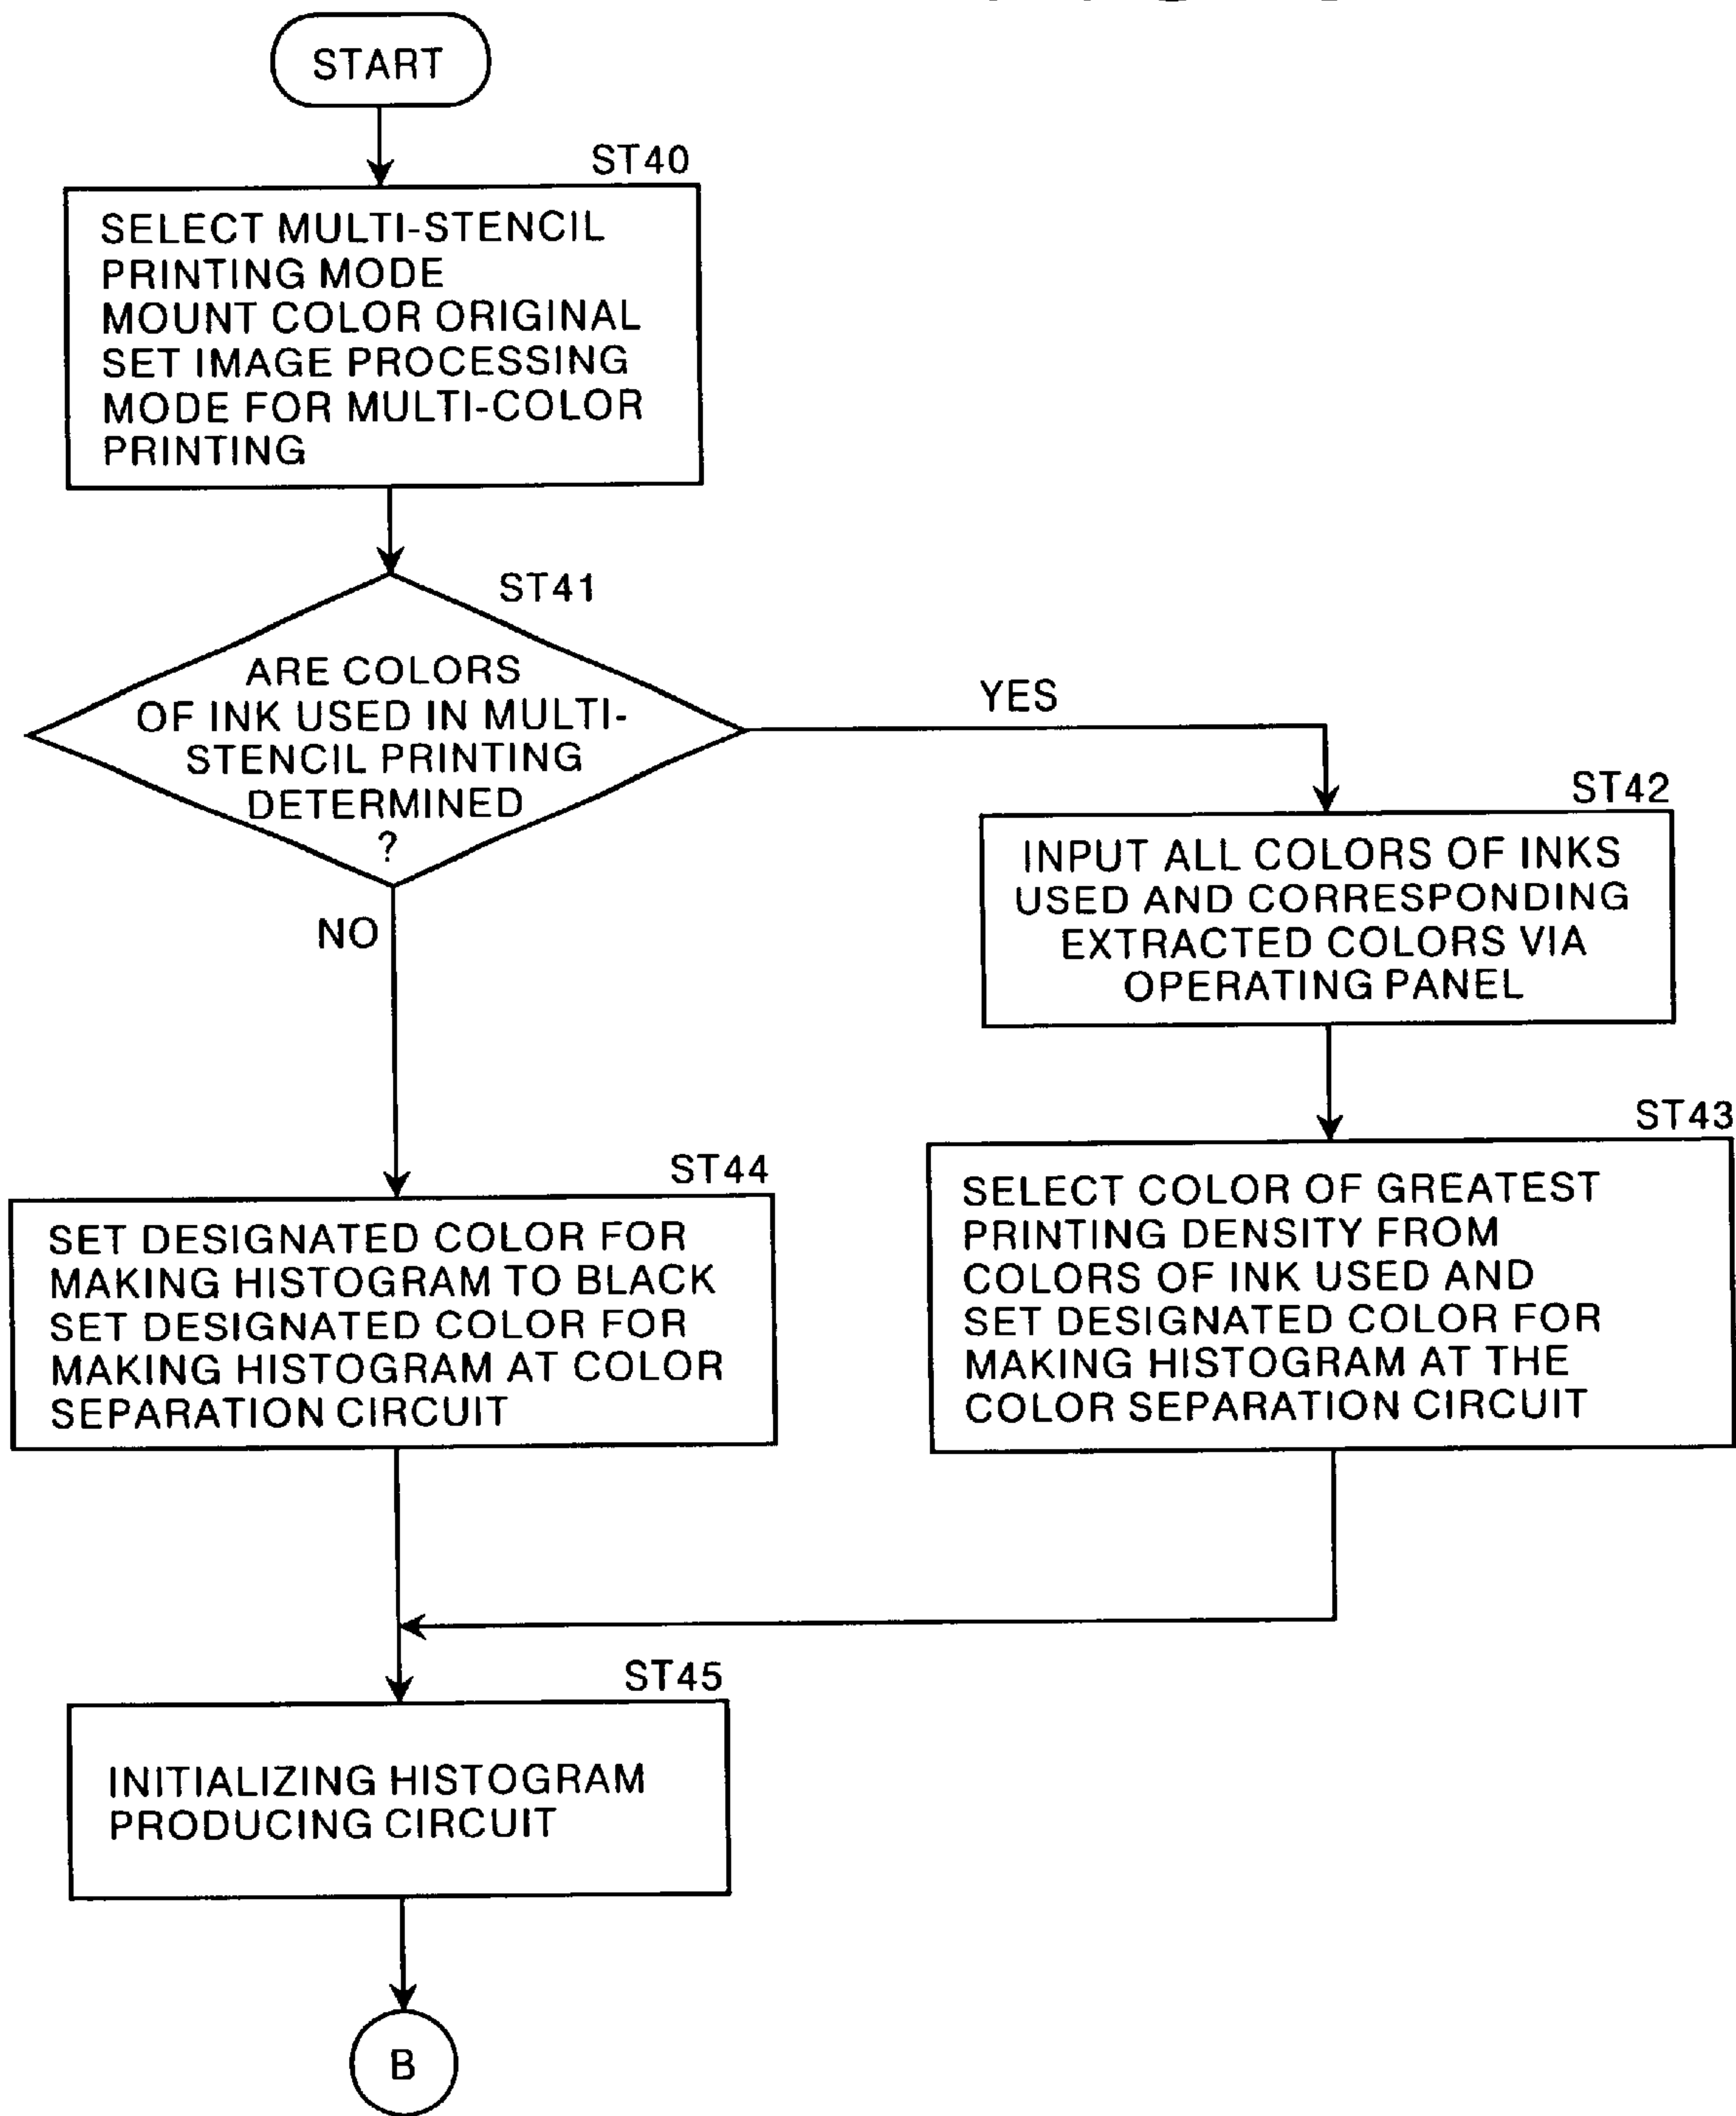 START
ST40
SELECT MULTI-STENCIL
PRINTING MODE
MOUNT COLOR ORIGINAL
SET IMAGE PROCESSING
MODE FOR MULTI-COLOR
PRINTING
ST41
ARE COLORS
OF INK USED IN MULTI-
STENCIL PRINTING
DETERMINED
?
YES
NO
ST42
INPUT ALL COLORS OF INKS
USED AND CORRESPONDING
EXTRACTED COLORS VIA
OPERATING PANEL
ST43
SELECT COLOR OF GREATEST
PRINTING DENSITY FROM
COLORS OF INK USED AND
SET DESIGNATED COLOR FOR
MAKING HISTOGRAM AT THE
COLOR SEPARATION CIRCUIT
ST44
SET DESIGNATED COLOR FOR
MAKING HISTOGRAM TO BLACK
SET DESIGNATED COLOR FOR
MAKING HISTOGRAM AT COLOR
SEPARATION CIRCUIT
ST45
INITIALIZING HISTOGRAM
PRODUCING CIRCUIT
B